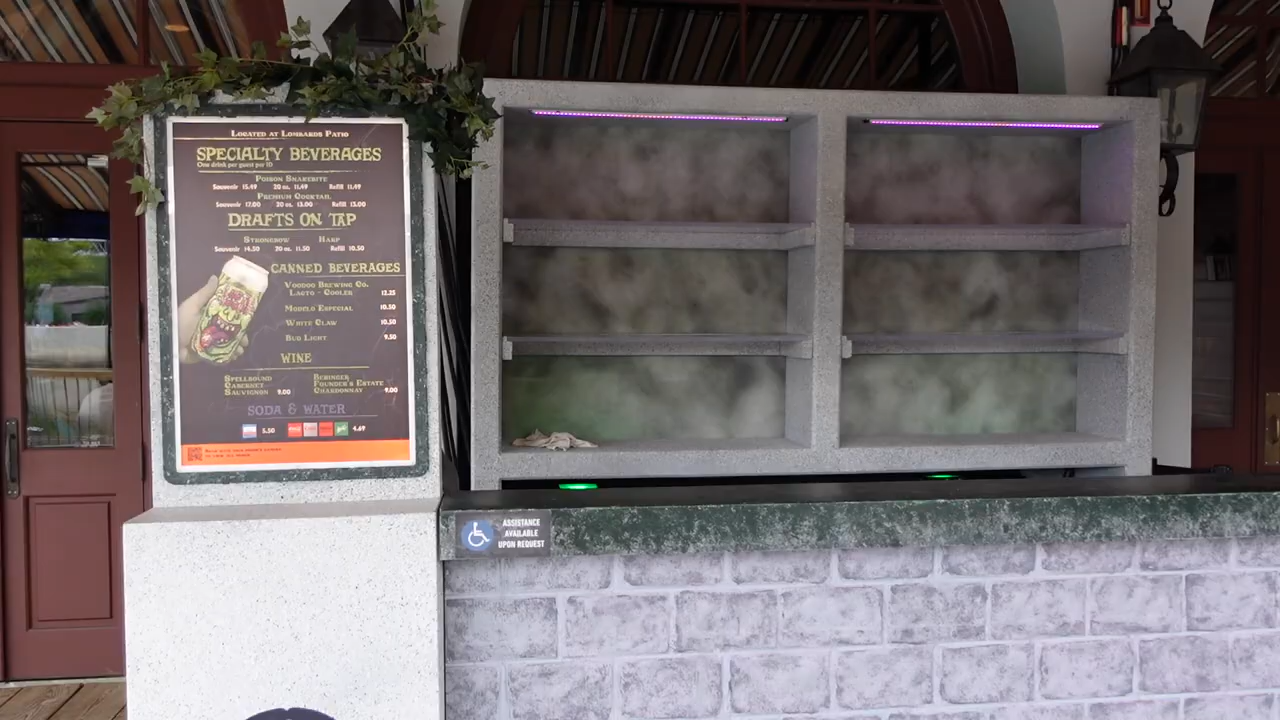 Located at Lombards Patio
Specialty Beverages
One drink per guest per ID
Poison Snakebite
Souvenir 15.49 20 oz. 11.49 Refill 11.49
Premium Cocktail
Souvenir 17.00 20 oz. 13.00 Refill 13.00
Drafts on Tap
Strongbow Harp
Souvenir 14.50 20 oz. 11.50 Refill 10.50
Canned Beverages
Voodoo Brewing Co.
Lacto - Cooler 12.25
Modelo Especial 10.50
White Claw 10.50
Bud Light 9.50
Wine
Spellbound Cabernet Sauvignon 9.00
Beringer Founder's Estate Chardonnay 9.00
Soda & Water
5.50 4.69
ASSISTANCE
AVAILABLE
UPON REQUEST